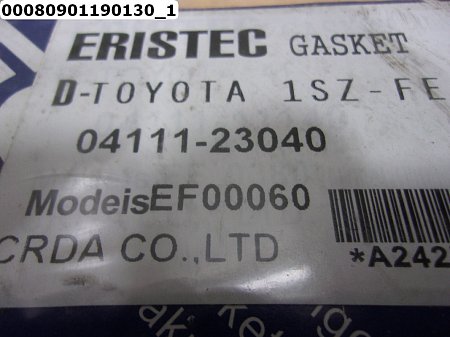 00080901190130_1
ERISTEC GASKET
D-TOYOTA 1SZ-FE
04111-23040
ModeisEF00060
CRDA CO.,LTD
*A242